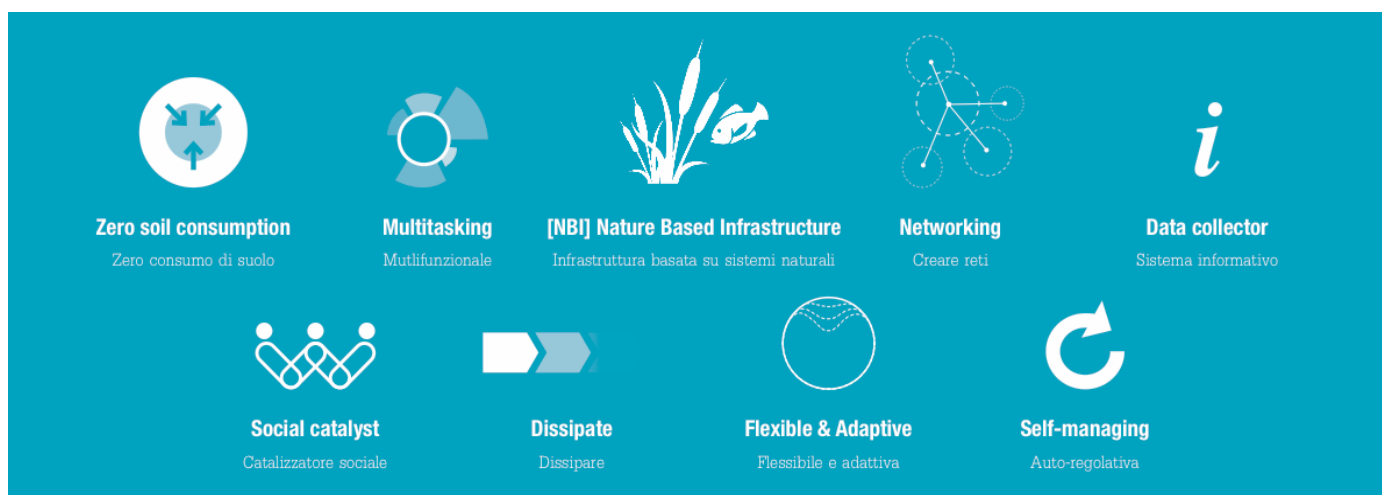 Zero soil consumption
Zero consumo di suolo
Multitasking
Mutlifunzionale
[NBI] Nature Based Infrastructure
Infrastruttura basata su sistemi naturali
Networking
Creare reti
i
Data collector
Sistema informativo
Social catalyst
Catalizzatore sociale
Dissipate
Dissipare
Flexible & Adaptive
Flessibile e adattiva
Self-managing
Auto-regolativa